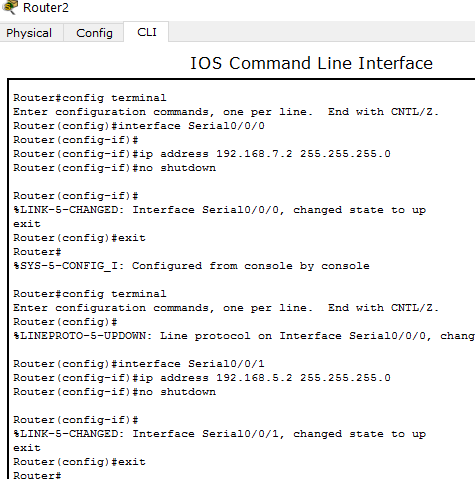 Router2
Physical Config CLI
IOS Command Line Interface
Router#config terminal
Enter configuration commands, one per line.  End with CNTL/Z.
Router(config)#interface Serial0/0/0
Router(config-if)#
Router(config-if)#ip address 192.168.7.2 255.255.255.0
Router(config-if)#no shutdown
Router(config-if)#
%LINK-5-CHANGED: Interface Serial0/0/0, changed state to up
exit
Router(config)#exit
Router#
%SYS-5-CONFIG_I: Configured from console by console
Router#config terminal
Enter configuration commands, one per line.  End with CNTL/Z.
Router(config)#
%LINEPROTO-5-UPDOWN: Line protocol on Interface Serial0/0/0, chang
Router(config)#interface Serial0/0/1
Router(config-if)#ip address 192.168.5.2 255.255.255.0
Router(config-if)#no shutdown
Router(config-if)#
%LINK-5-CHANGED: Interface Serial0/0/1, changed state to up
exit
Router(config)#exit
Router#